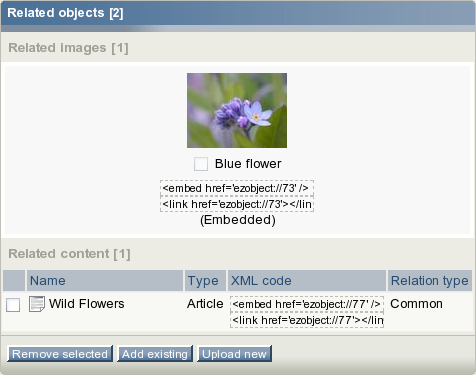 Related objects [2]
Related images [1]
Blue flower
<embed href='ezobject://73' />
<link href='ezobject://73'></lin
(Embedded)
Related content [1]
Name Type XML code Relation type
Wild Flowers Article <embed href='ezobject://77' /> Common
<link href='ezobject://77'></lin
Remove selected Add existing Upload new